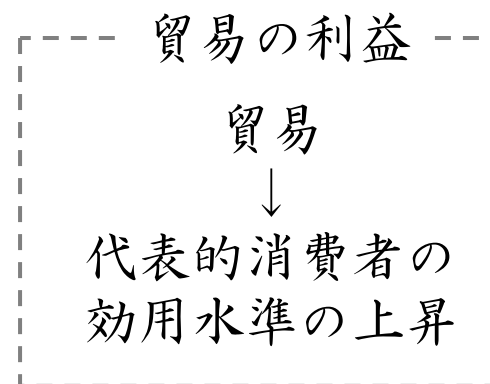 貿易の利益
貿易
↓
代表的消費者の
効用水準の上昇